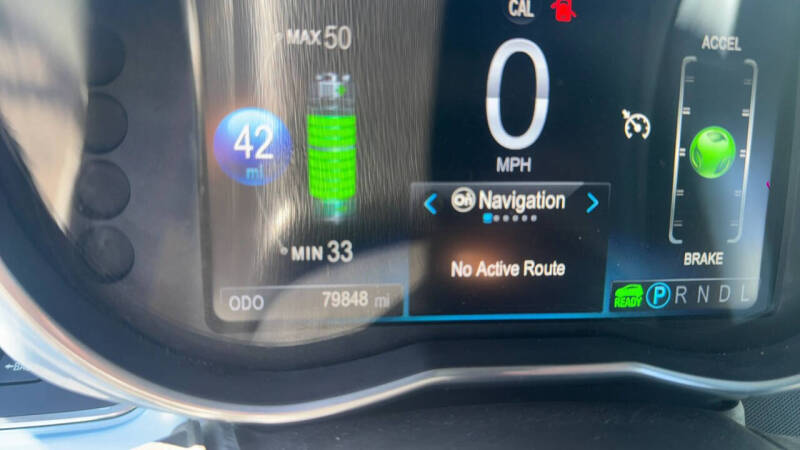 CAL
MAX 50
ACCEL
0
42
mi
MPH
Navigation
MIN 33
No Active Route
BRAKE
ODO 79848 mi
READY P R N D L